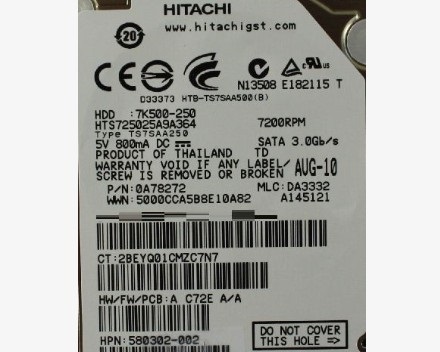 HITACHI
www.hitachigst.com
20
N13508 E182115 T
D33373 HTB-TS7SAA500(B)
HDD :7K500-250
HTS725025A9A364 7200RPM
Type TS7SAA250
5V 800mA DC SATA 3.0Gb/s
PRODUCT OF THAILAND TD
WARRANTY VOID IF ANY LABEL/
SCREW IS REMOVED OR BROKEN AUG-10
P/N:0A78272 MLC:DA3332
WWN:5000CCA5B8E10A82 A145121
CT:2BEYQ01CMZC7N7
HW/FW/PCB:A C72E A/A
HPN:580302-002
DO NOT COVER
THIS HOLE